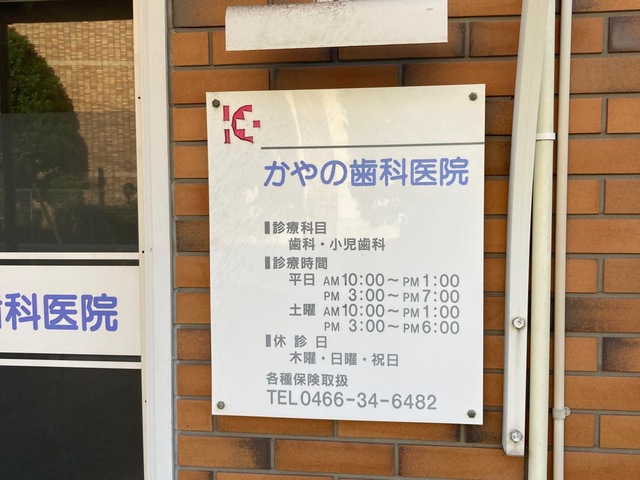 かやの歯科医院
診療科目
歯科・小児歯科
診療時間
平日 AM10:00～PM1:00
PM 3:00～PM7:00
土曜 AM10:00～PM1:00
PM 3:00～PM6:00
休診日
木曜・日曜・祝日
各種保険取扱
TEL0466-34-6482
歯科医院